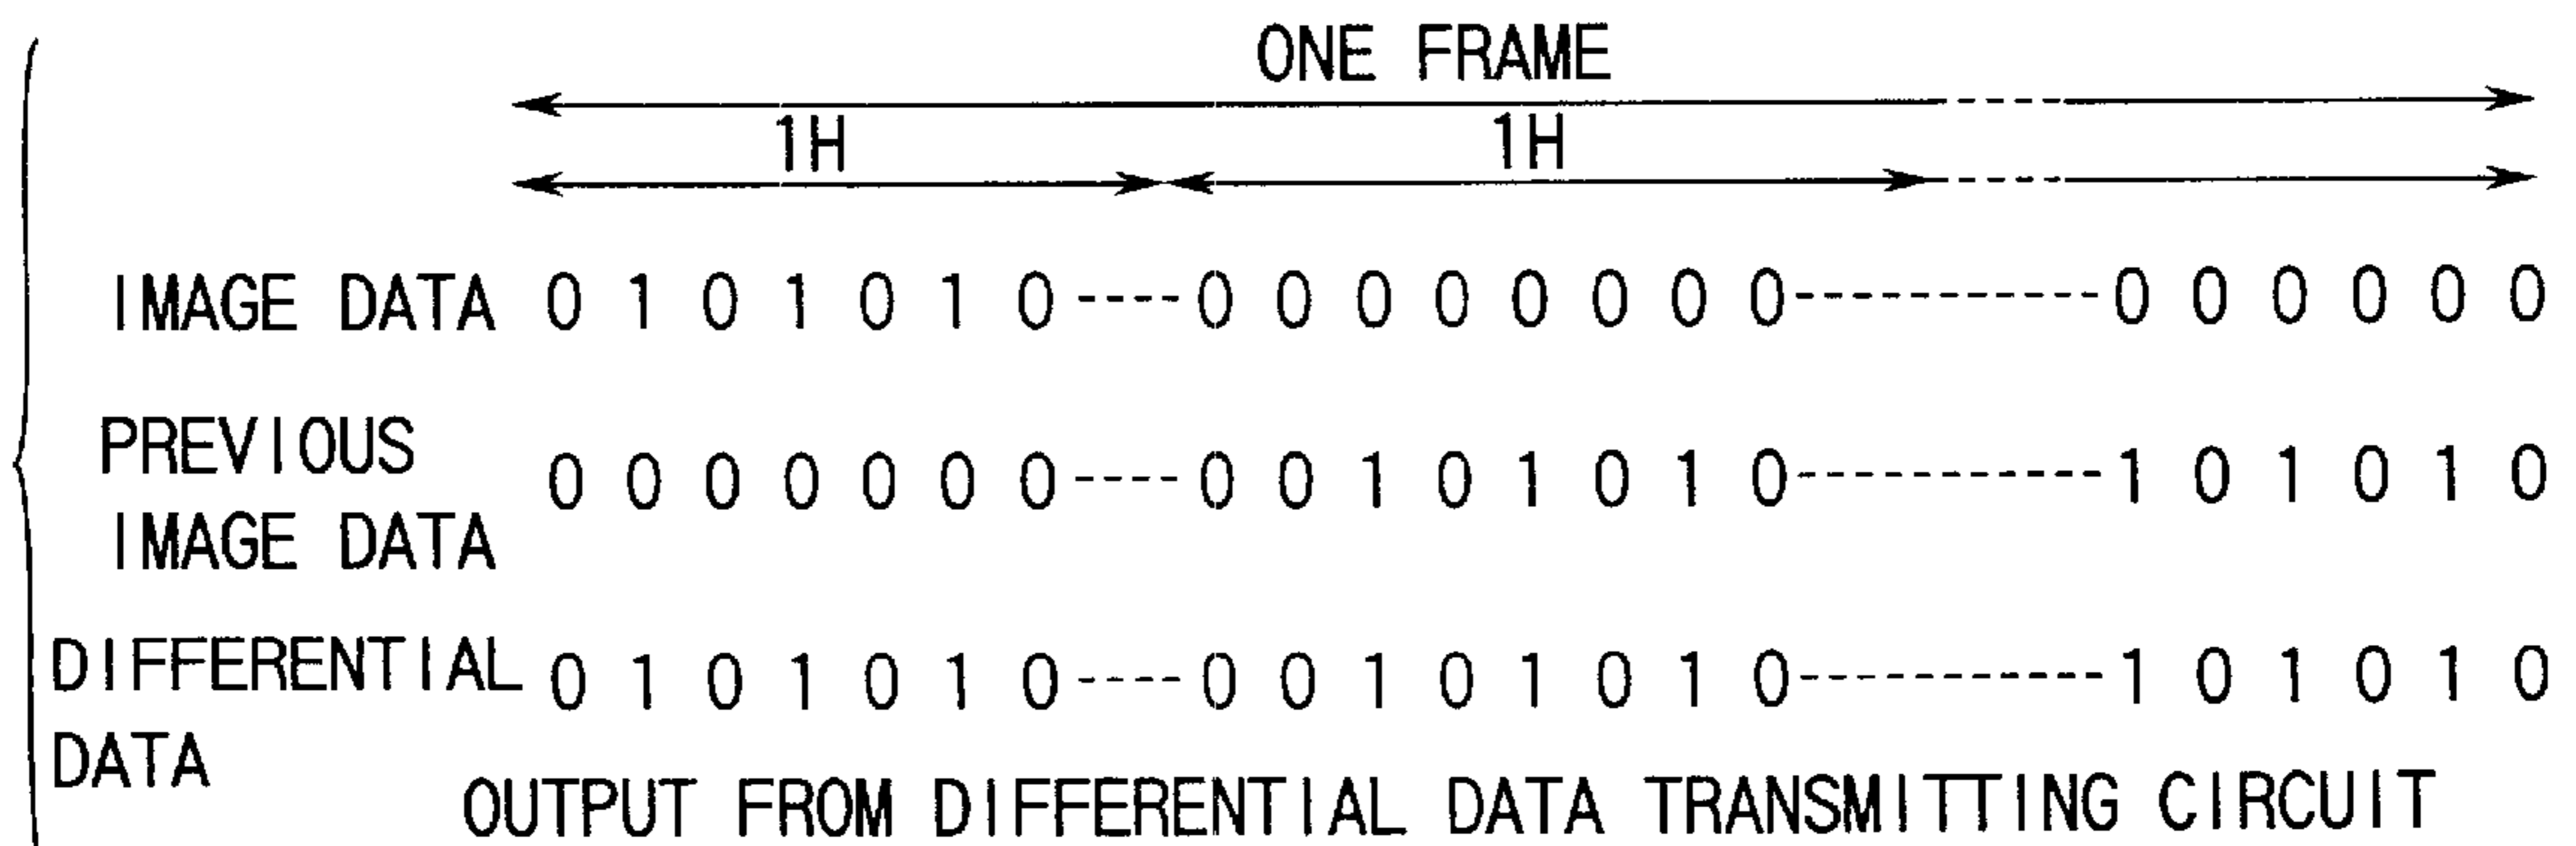 ONE FRAME
1H 1H
IMAGE DATA 0 1 0 1 0 1 0 ---- 0 0 0 0 0 0 0 0 ----------- 0 0 0 0 0 0
PREVIOUS
IMAGE DATA 0 0 0 0 0 0 0 ---- 0 0 1 0 1 0 1 0 ----------- 1 0 1 0 1 0
DIFFERENTIAL
DATA 0 1 0 1 0 1 0 ---- 0 0 1 0 1 0 1 0 ----------- 1 0 1 0 1 0
OUTPUT FROM DIFFERENTIAL DATA TRANSMITTING CIRCUIT